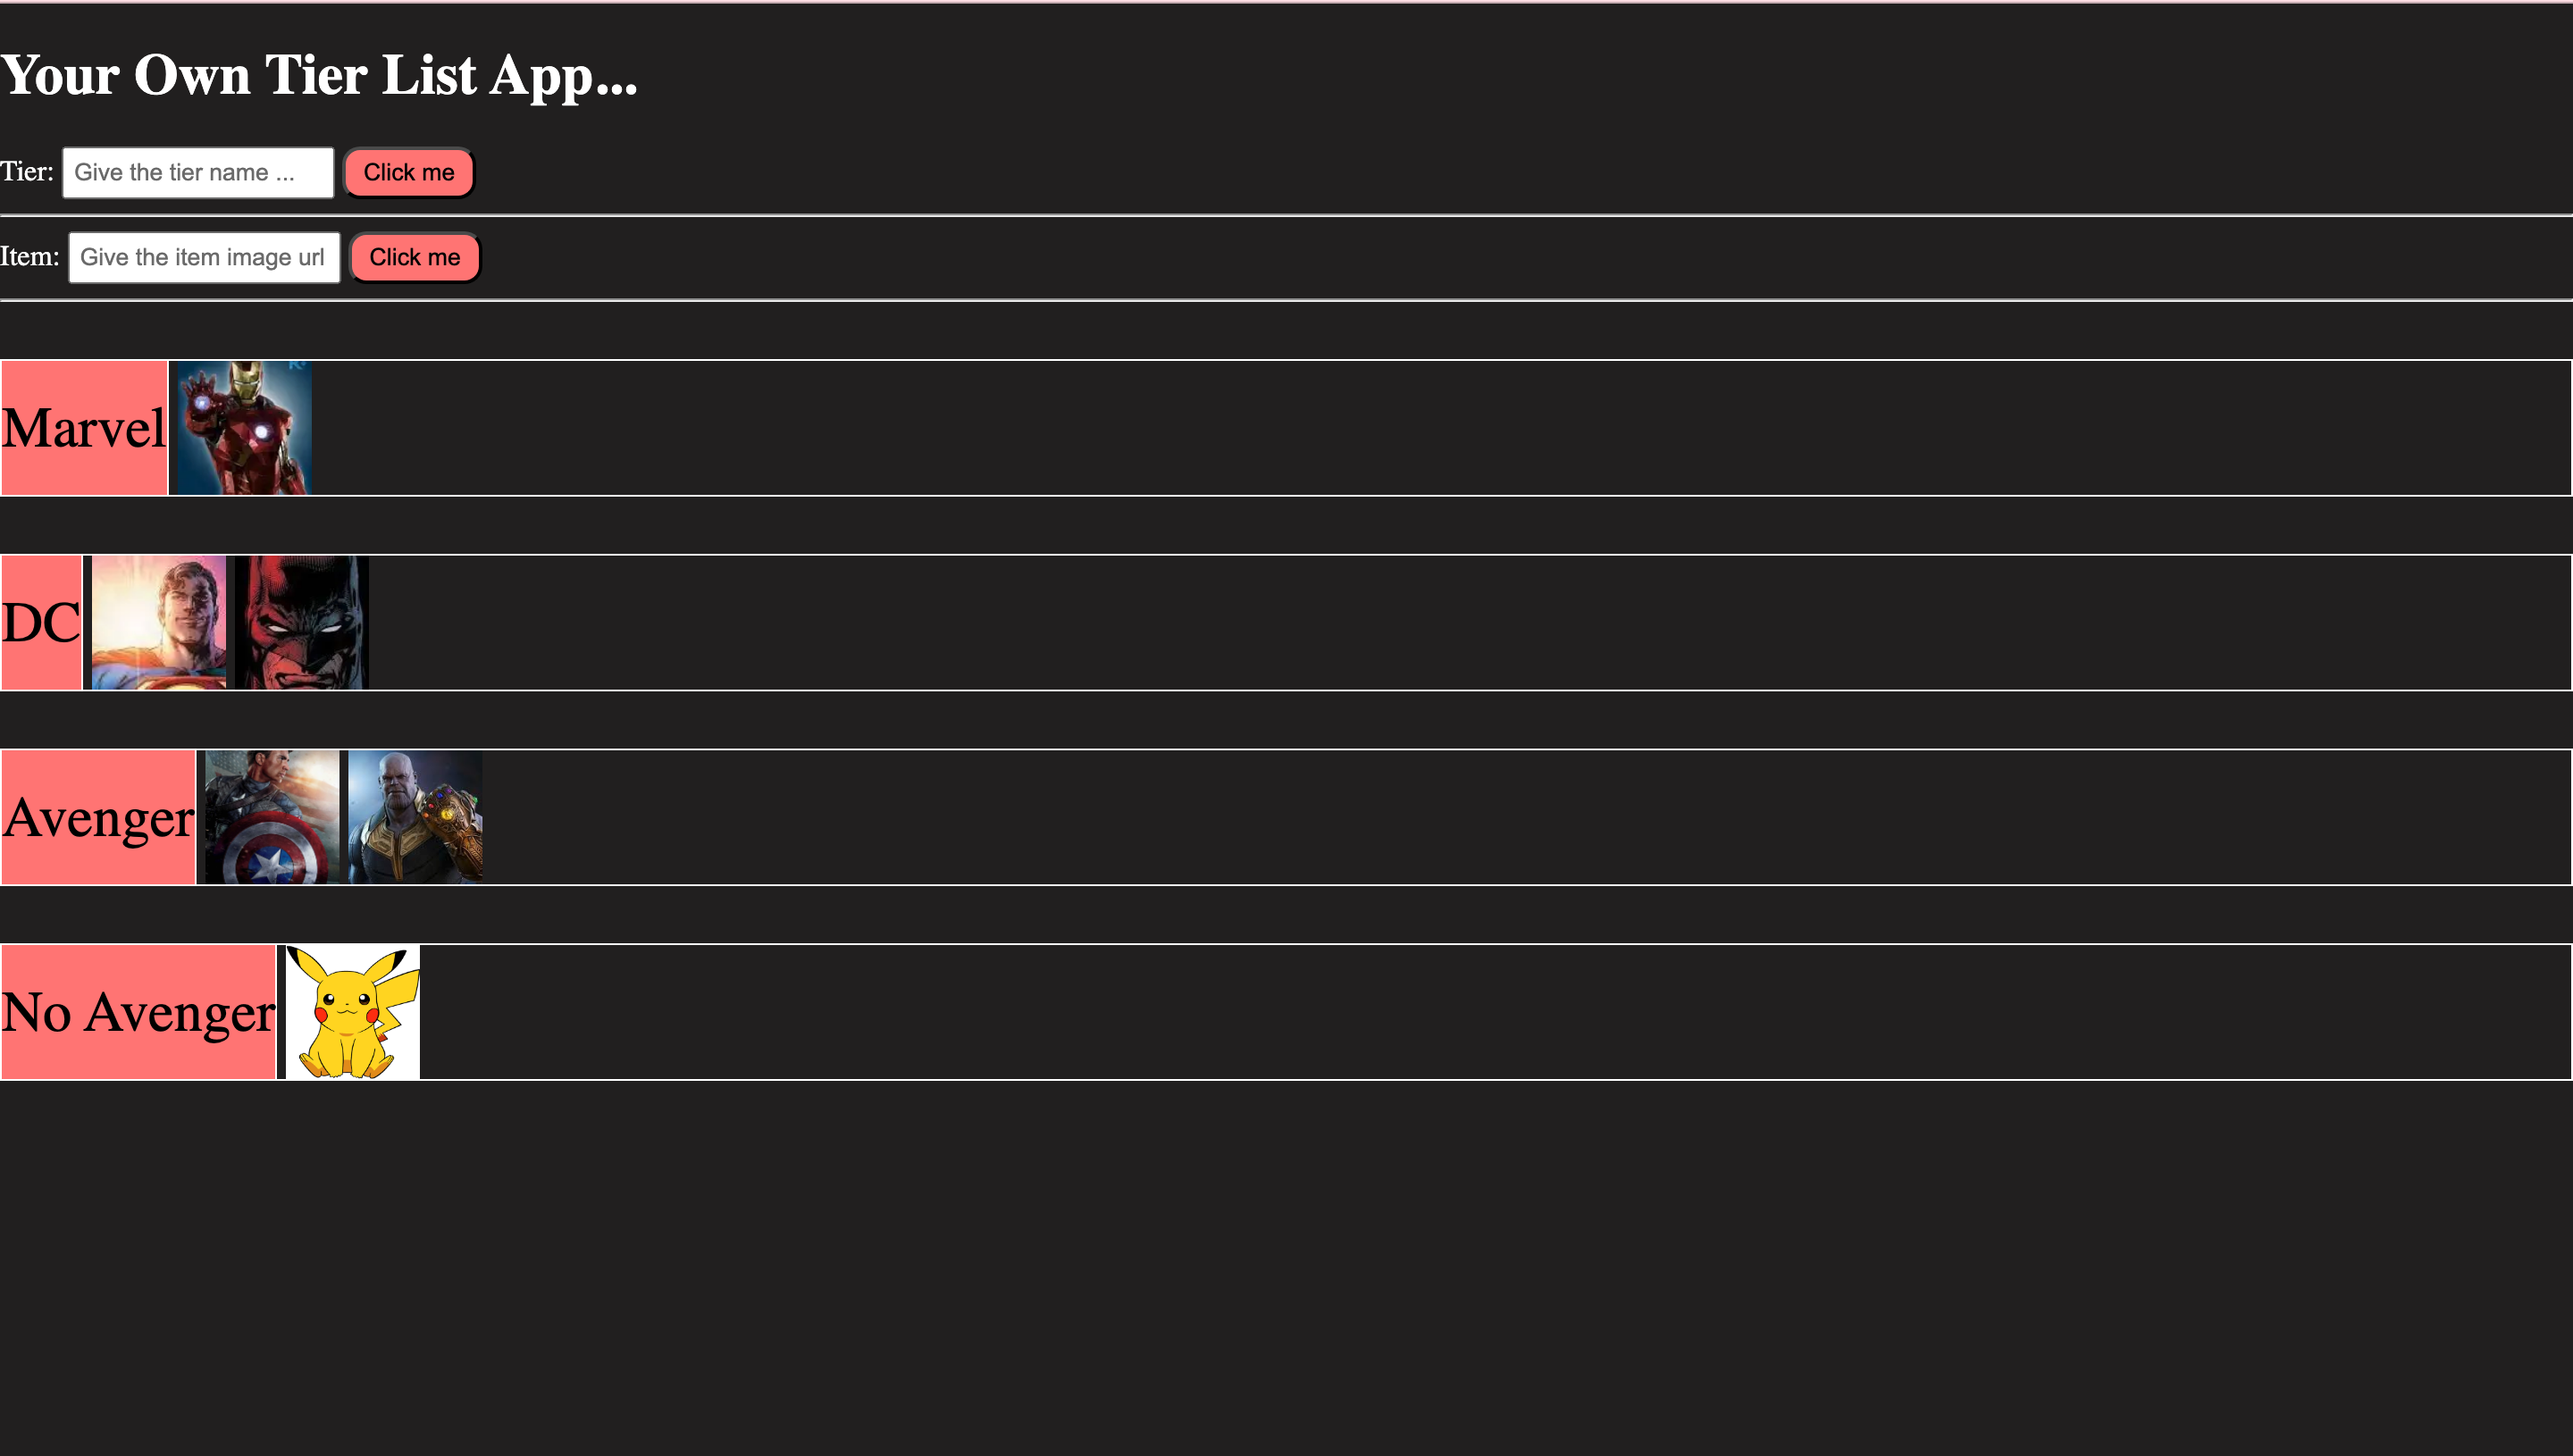 Your Own Tier List App...
Tier: Give the tier name ... Click me
Item: Give the item image url Click me
Marvel
DC
Avenger
No Avenger